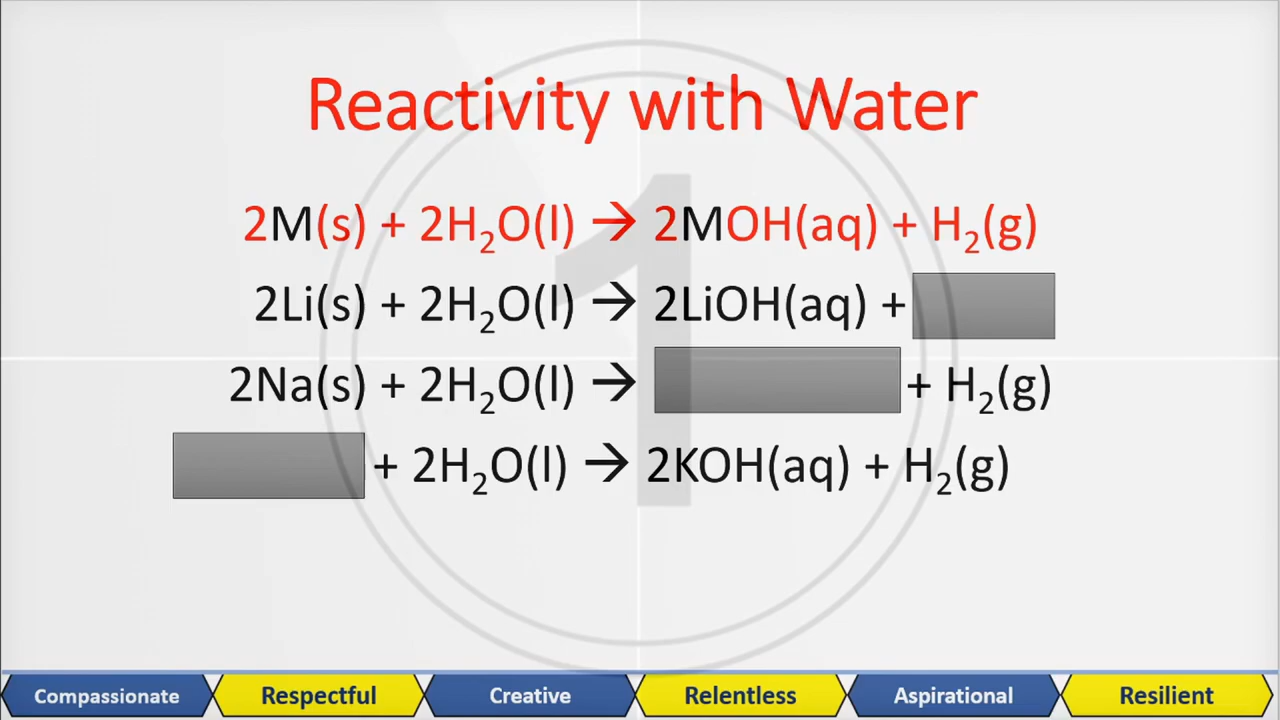 Reactivity with Water
2M(s) + 2H₂O(l) → 2MOH(aq) + H₂(g)
2Li(s) + 2H₂O(l) → 2LiOH(aq) +
2Na(s) + 2H₂O(l) → + H₂(g)
+ 2H₂O(l) → 2KOH(aq) + H₂(g)
1
Compassionate Respectful Creative Relentless Aspirational Resilient